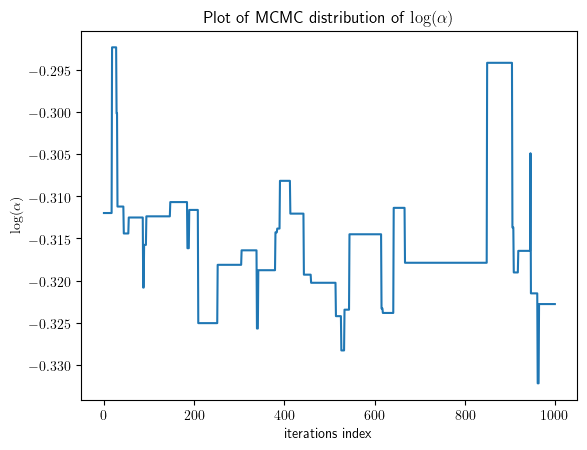 Plot of MCMC distribution of log(α)
log(α)
−0.295
−0.300
−0.305
−0.310
−0.315
−0.320
−0.325
−0.330
0 200 400 600 800 1000
iterations index